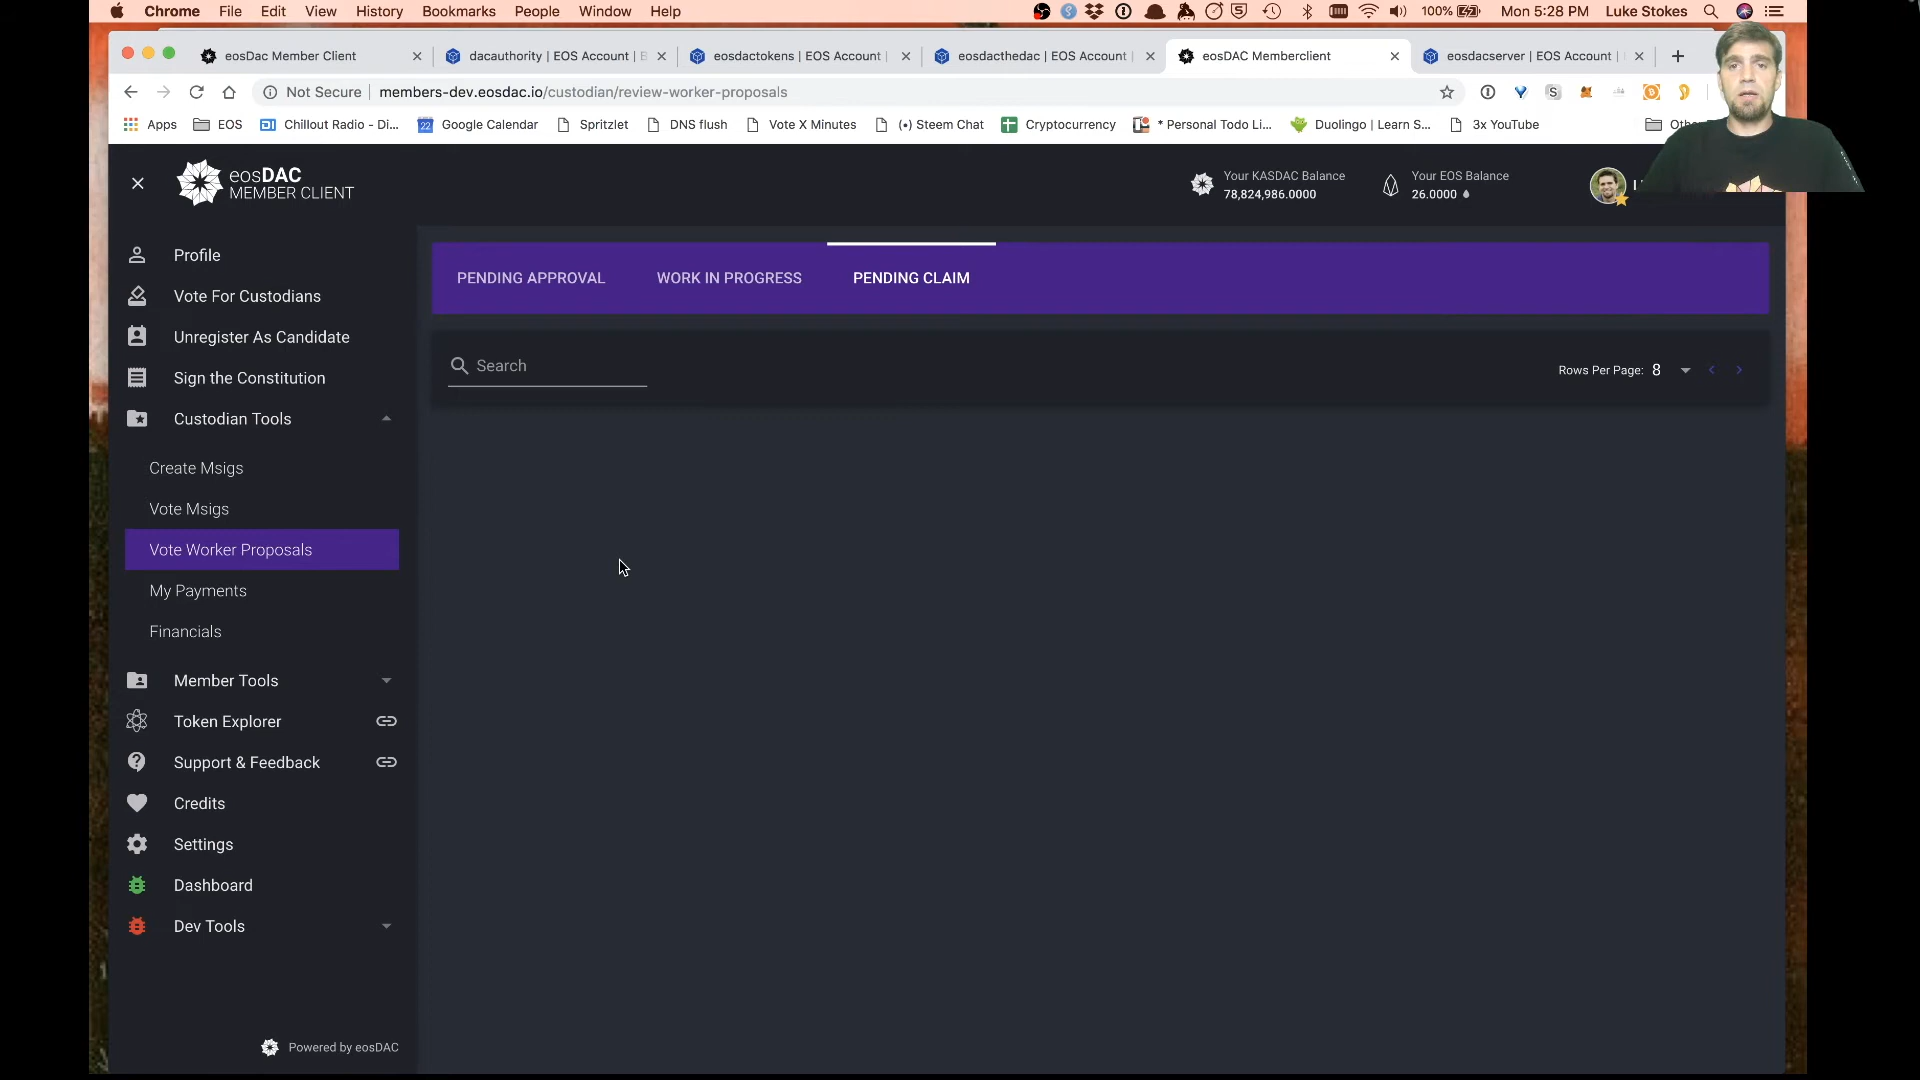 Chrome File Edit View History Bookmarks People Window Help 100% Mon 5:28 PM Luke Stokes
eosDac Member Client
dacauthority | EOS Account | B
eosdactokens | EOS Account |
eosdacthedac | EOS Account |
eosDAC Memberclient
eosdacserver | EOS Account |
Not Secure | members-dev.eosdac.io/custodian/review-worker-proposals
Apps EOS Chillout Radio - Di... Google Calendar Spritzlet DNS flush Vote X Minutes (•) Steem Chat Cryptocurrency * Personal Todo Li... Duolingo | Learn S... 3x YouTube
eosDAC
MEMBER CLIENT
Your KASDAC Balance
78,824,986.0000
Your EOS Balance
26.0000
Profile
Vote For Custodians
Unregister As Candidate
Sign the Constitution
Custodian Tools
Create Msigs
Vote Msigs
Vote Worker Proposals
My Payments
Financials
Member Tools
Token Explorer
Support & Feedback
Credits
Settings
Dashboard
Dev Tools
Powered by eosDAC
PENDING APPROVAL WORK IN PROGRESS PENDING CLAIM
Search
Rows Per Page: 8